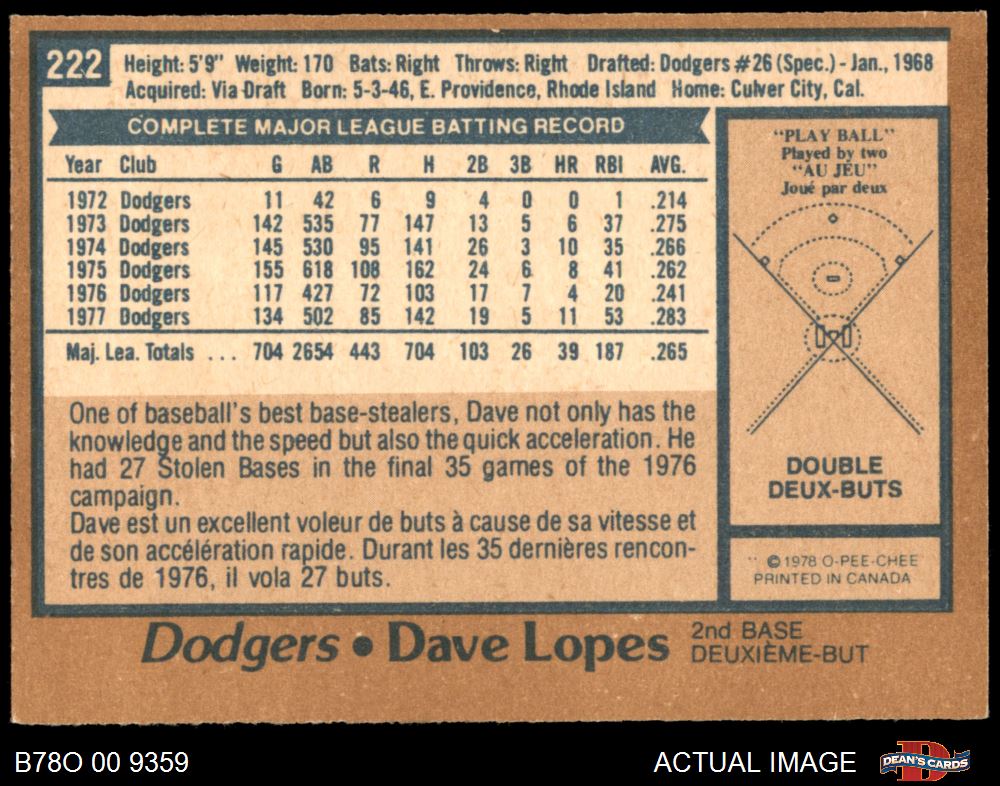 222
Height: 5'9" Weight: 170 Bats: Right Throws: Right Drafted: Dodgers #26 (Spec.) - Jan., 1968
Acquired: Via Draft Born: 5-3-46, E. Providence, Rhode Island Home: Culver City, Cal.
COMPLETE MAJOR LEAGUE BATTING RECORD
Year Club G AB R H 2B 3B HR RBI AVG.
1972 Dodgers 11 42 6 9 4 0 0 1 .214
1973 Dodgers 142 535 77 147 13 5 6 37 .275
1974 Dodgers 145 530 95 141 26 3 10 35 .266
1975 Dodgers 155 618 108 162 24 6 8 41 .262
1976 Dodgers 117 427 72 103 17 7 4 20 .241
1977 Dodgers 134 502 85 142 19 5 11 53 .283
Maj. Lea. Totals ... 704 2654 443 704 103 26 39 187 .265
One of baseball's best base-stealers, Dave not only has the
knowledge and the speed but also the quick acceleration. He
had 27 Stolen Bases in the final 35 games of the 1976
campaign.
Dave est un excellent voleur de buts à cause de sa vitesse et
de son accélération rapide. Durant les 35 dernières rencon-
tres de 1976, il vola 27 buts.
"PLAY BALL"
Played by two
"AU JEU"
Joué par deux
DOUBLE
DEUX-BUTS
© 1978 O-PEE-CHEE
PRINTED IN CANADA
Dodgers • Dave Lopes
2nd BASE
DEUXIÈME-BUT
B78O 00 9359
ACTUAL IMAGE
DEAN'S CARDS